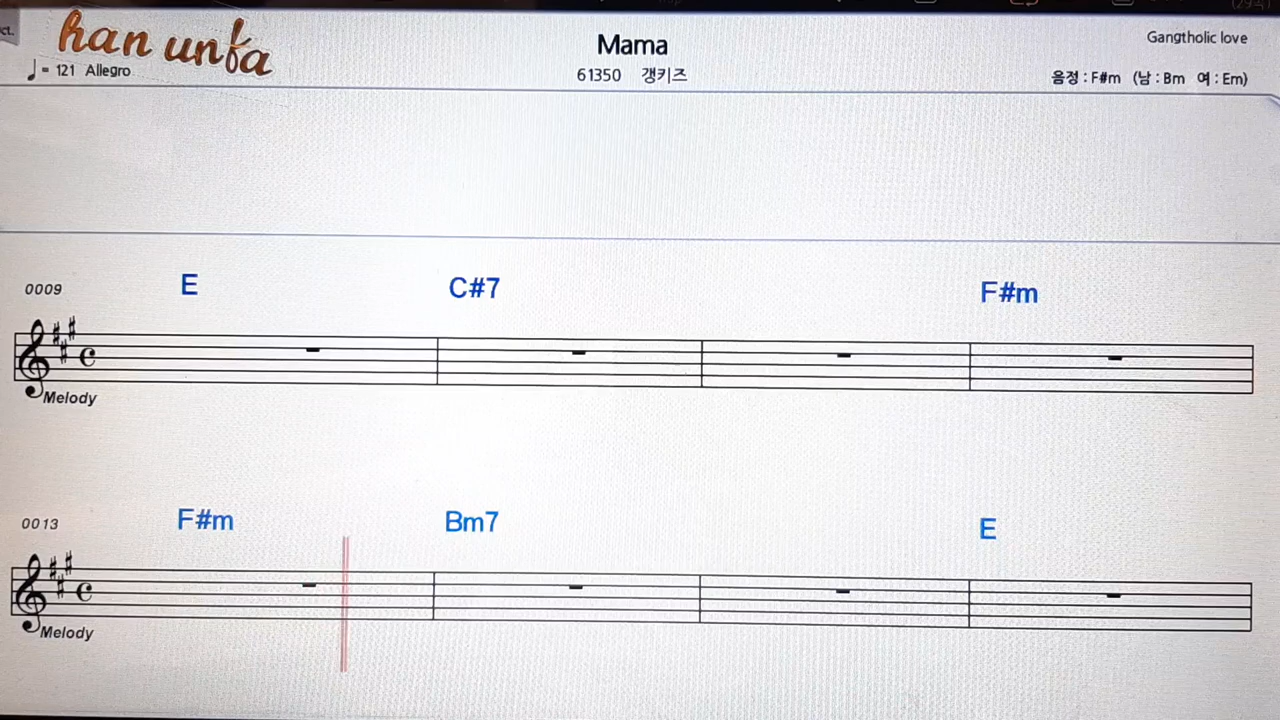 ct.
han unfa
Mama
Gangtholic love
♩= 121 Allegro
61350 갱키즈
음정 : F#m (남 : Bm 여 : Em)
0009
E C#7 F#m
Melody
0013
F#m Bm7 E
Melody